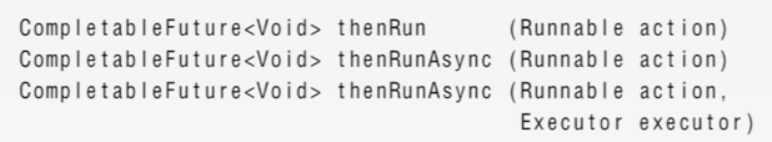 CompletableFuture<Void> thenRun (Runnable action)
CompletableFuture<Void> thenRunAsync (Runnable action)
CompletableFuture<Void> thenRunAsync (Runnable action,
Executor executor)